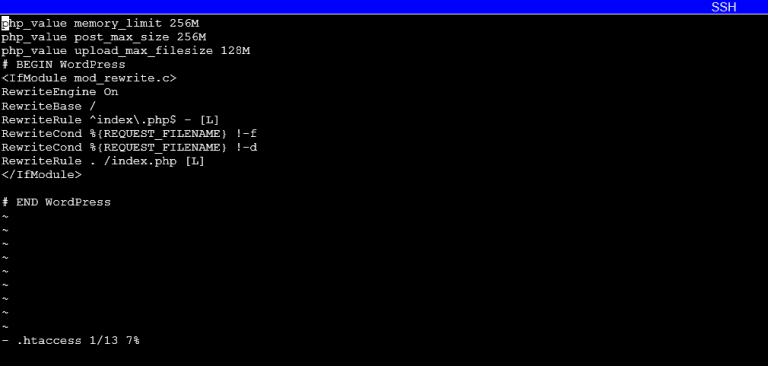 SSH
php_value memory_limit 256M
php_value post_max_size 256M
php_value upload_max_filesize 128M
# BEGIN WordPress
<IfModule mod_rewrite.c>
RewriteEngine On
RewriteBase /
RewriteRule ^index\.php$ - [L]
RewriteCond %{REQUEST_FILENAME} !-f
RewriteCond %{REQUEST_FILENAME} !-d
RewriteRule . /index.php [L]
</IfModule>

# END WordPress
~
~
~
~
~
~
~
~
~
- .htaccess 1/13 7%